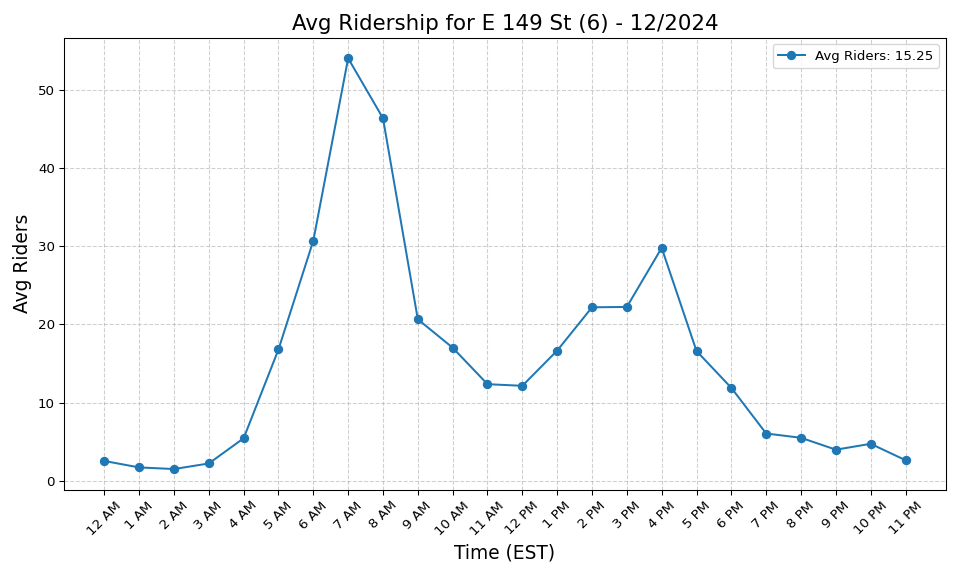 Avg Ridership for E 149 St (6) - 12/2024
Avg Riders: 15.25
Avg Riders
50
40
30
20
10
0
12 AM
1 AM
2 AM
3 AM
4 AM
5 AM
6 AM
7 AM
8 AM
9 AM
10 AM
11 AM
12 PM
1 PM
2 PM
3 PM
4 PM
5 PM
6 PM
7 PM
8 PM
9 PM
10 PM
11 PM
Time (EST)